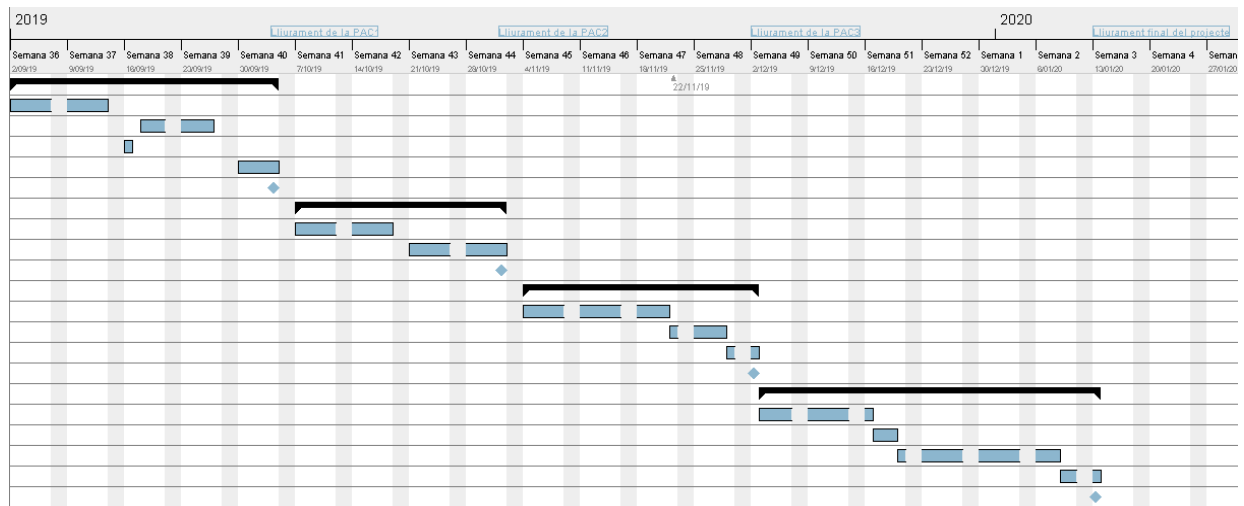 2019
2020
Lliurament de la PAC1
Lliurament de la PAC2
Lliurament de la PAC3
Lliurament final del projecte
Semana 36
Semana 37
Semana 38
Semana 39
Semana 40
Semana 41
Semana 42
Semana 43
Semana 44
Semana 45
Semana 46
Semana 47
Semana 48
Semana 49
Semana 50
Semana 51
Semana 52
Semana 1
Semana 2
Semana 3
Semana 4
Seman
2/09/19
9/09/19
16/09/19
23/09/19
30/09/19
7/10/19
14/10/19
21/10/19
28/10/19
4/11/19
11/11/19
18/11/19
25/11/19
2/12/19
9/12/19
16/12/19
23/12/19
30/12/19
6/01/20
13/01/20
20/01/20
27/01/20
22/11/19